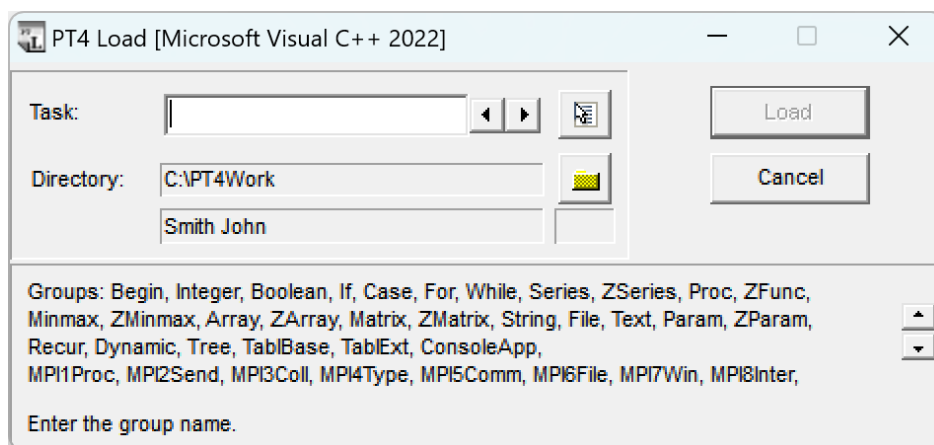 PT4 Load [Microsoft Visual C++ 2022]
Task:
Load
Directory:
C:\PT4Work
Cancel
Smith John
Groups: Begin, Integer, Boolean, If, Case, For, While, Series, ZSeries, Proc, ZFunc,
Minmax, ZMinmax, Array, ZArray, Matrix, ZMatrix, String, File, Text, Param, ZParam,
Recur, Dynamic, Tree, TablBase, TablExt, ConsoleApp,
MPI1Proc, MPI2Send, MPI3Coll, MPI4Type, MPI5Comm, MPI6File, MPI7Win, MPI8Inter,
Enter the group name.